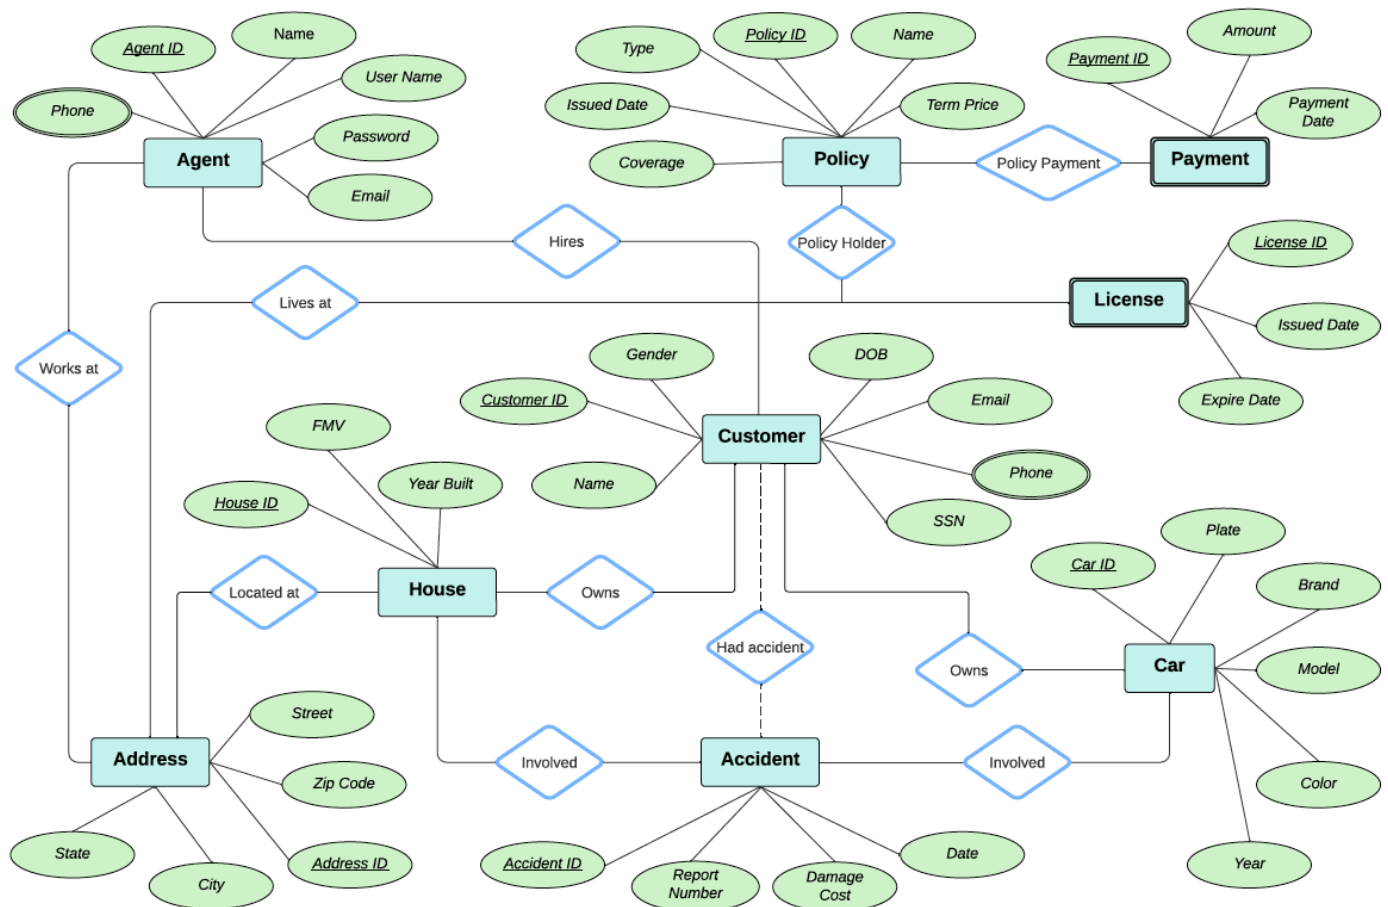 Agent ID
Name
User Name
Phone
Password
Email
Agent
Type
Policy ID
Name
Issued Date
Term Price
Coverage
Policy
Policy Payment
Payment ID
Amount
Payment
Date
Payment
Hires
Policy Holder
Lives at
License
License ID
Issued Date
Expire Date
Works at
Gender
DOB
Customer ID
Email
Customer
Name
Phone
SSN
FMV
Year Built
House ID
House
Located at
Owns
Had accident
Owns
Plate
Car ID
Brand
Car
Model
Color
Year
Street
Address
Zip Code
State
City
Address ID
Involved
Accident
Involved
Accident ID
Report
Number
Damage
Cost
Date